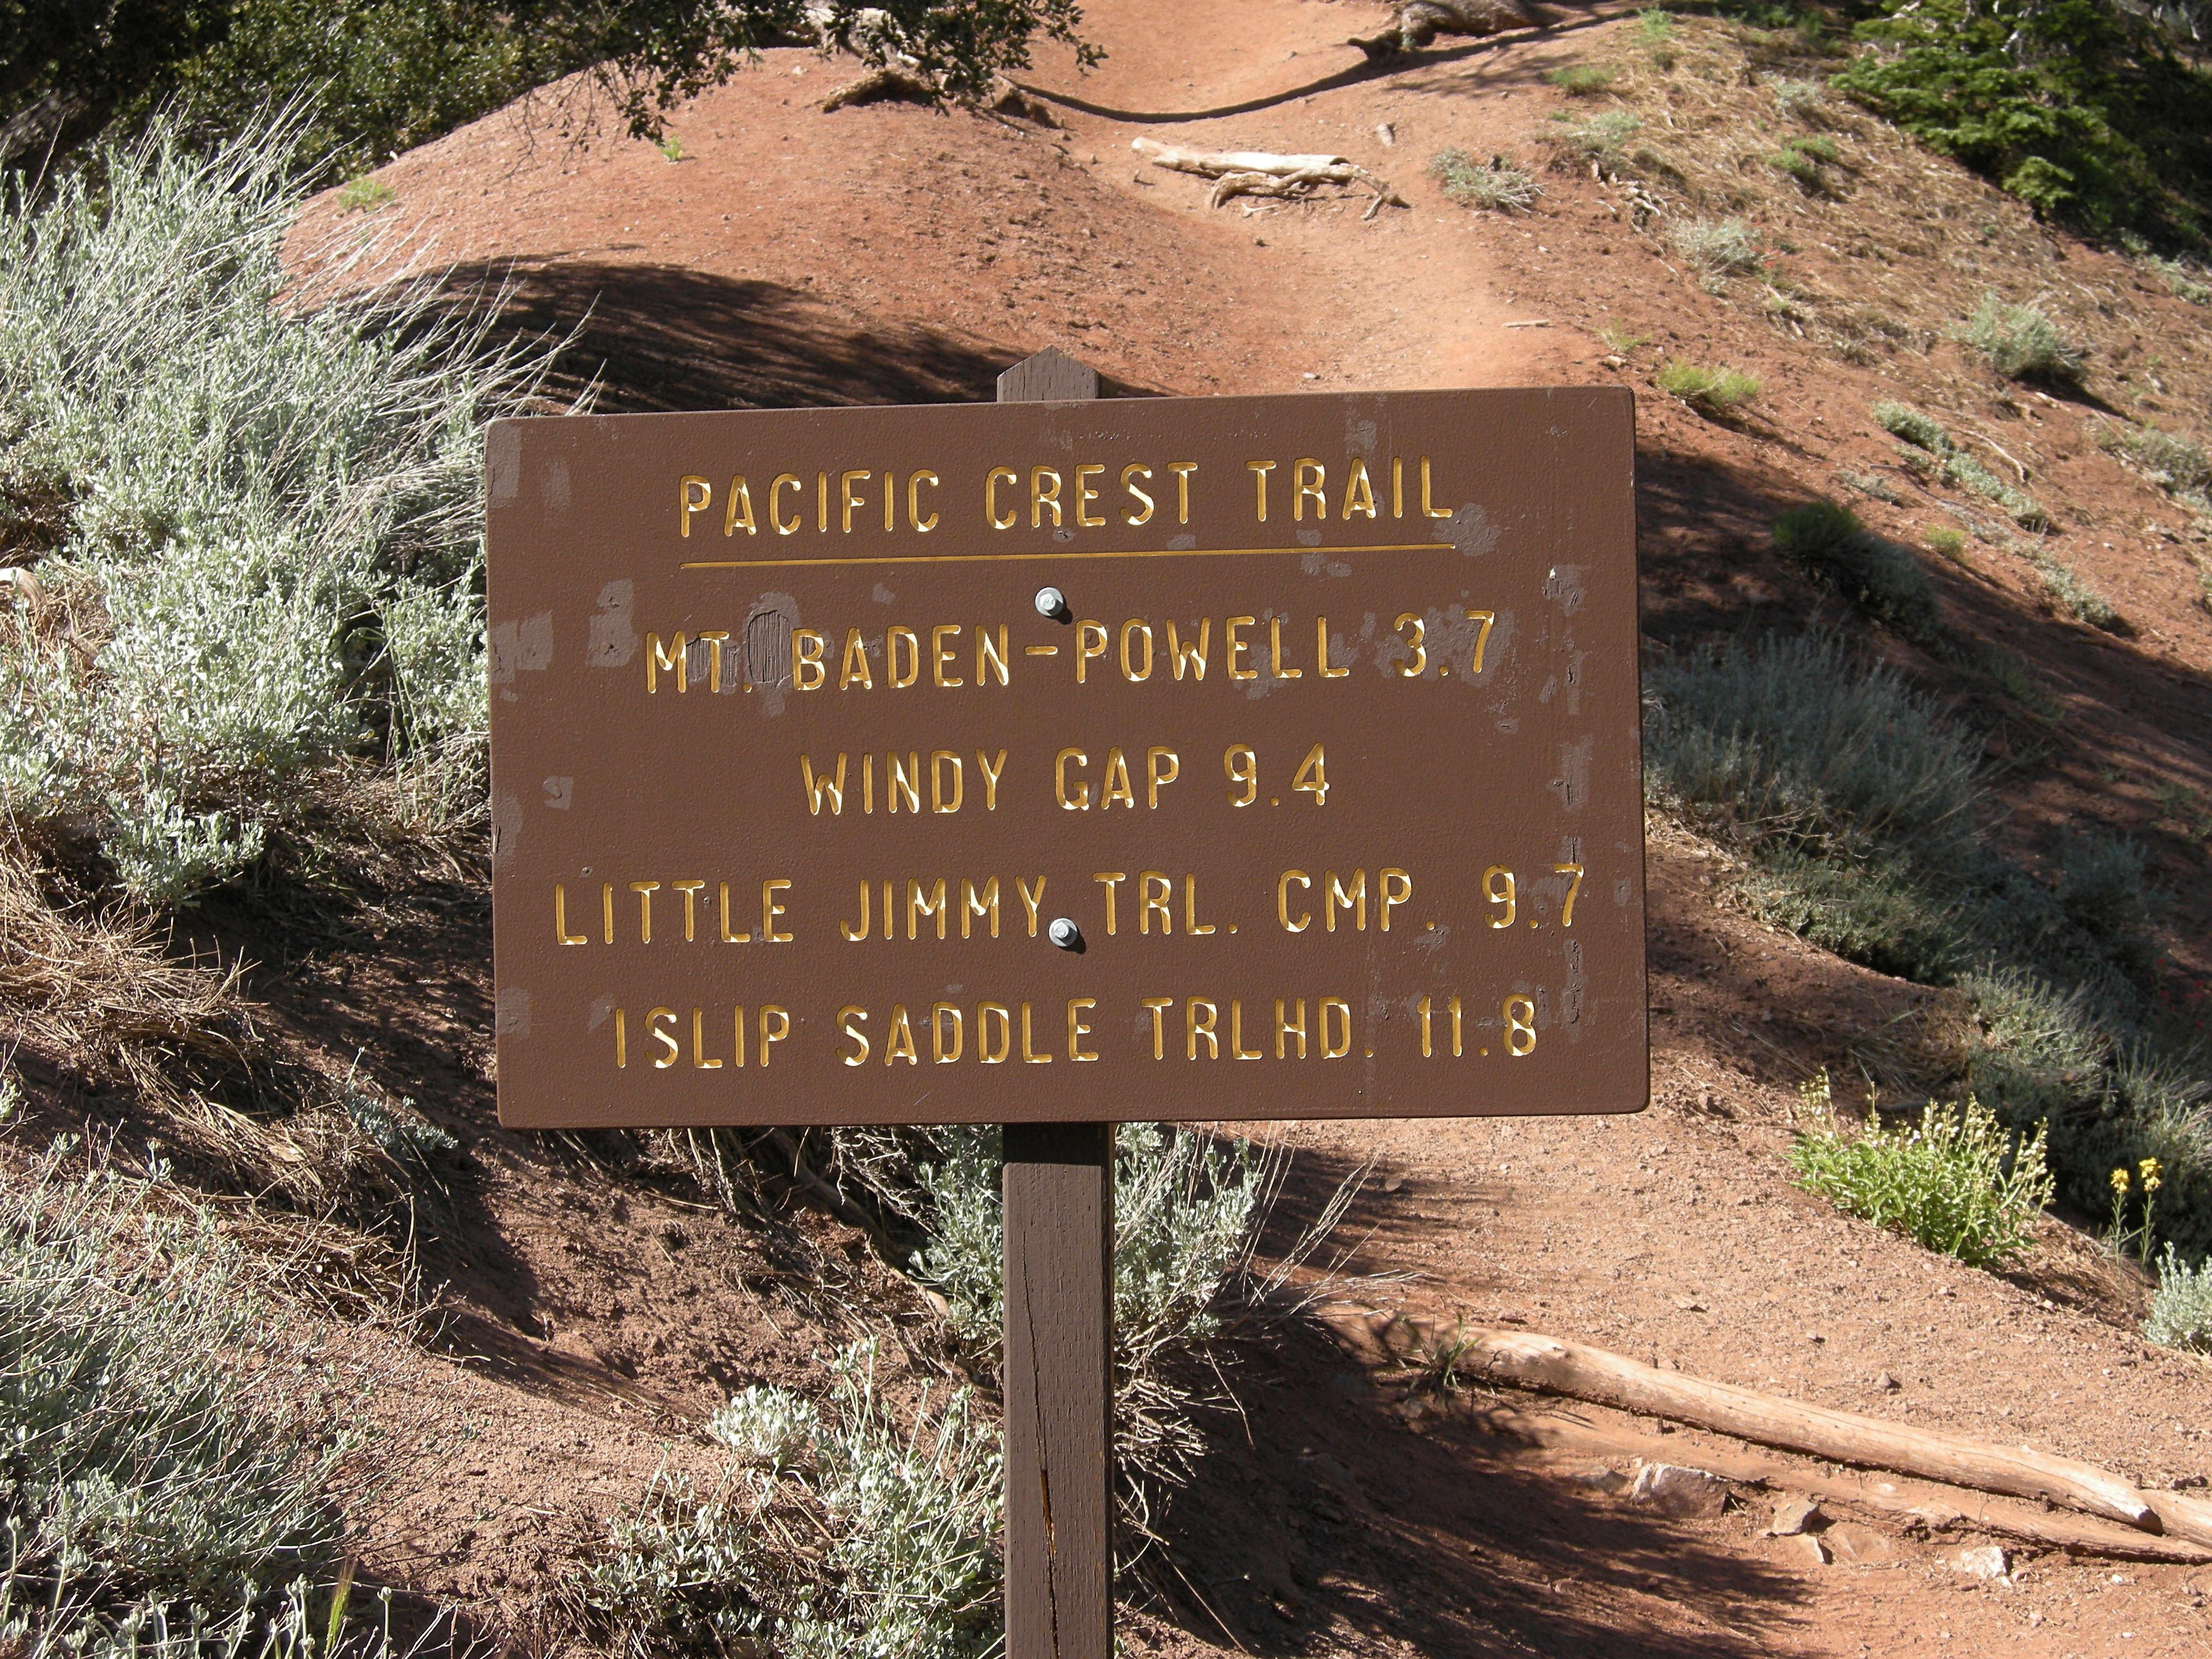 PACIFIC CREST TRAIL
MT. BADEN-POWELL 3.7
WINDY GAP 9.4
LITTLE JIMMY TRL. CMP. 9.7
ISLIP SADDLE TRLHD. 11.8